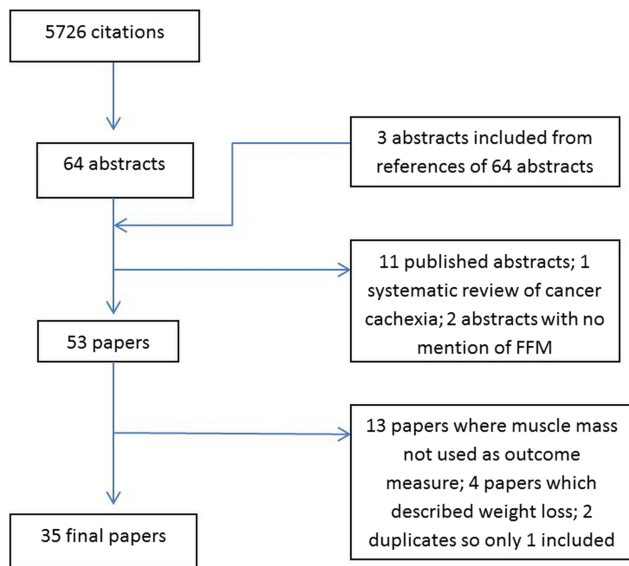 5726 citations
64 abstracts
3 abstracts included from
references of 64 abstracts
11 published abstracts; 1
systematic review of cancer
cachexia; 2 abstracts with no
mention of FFM
53 papers
13 papers where muscle mass
not used as outcome
measure; 4 papers which
described weight loss; 2
duplicates so only 1 included
35 final papers